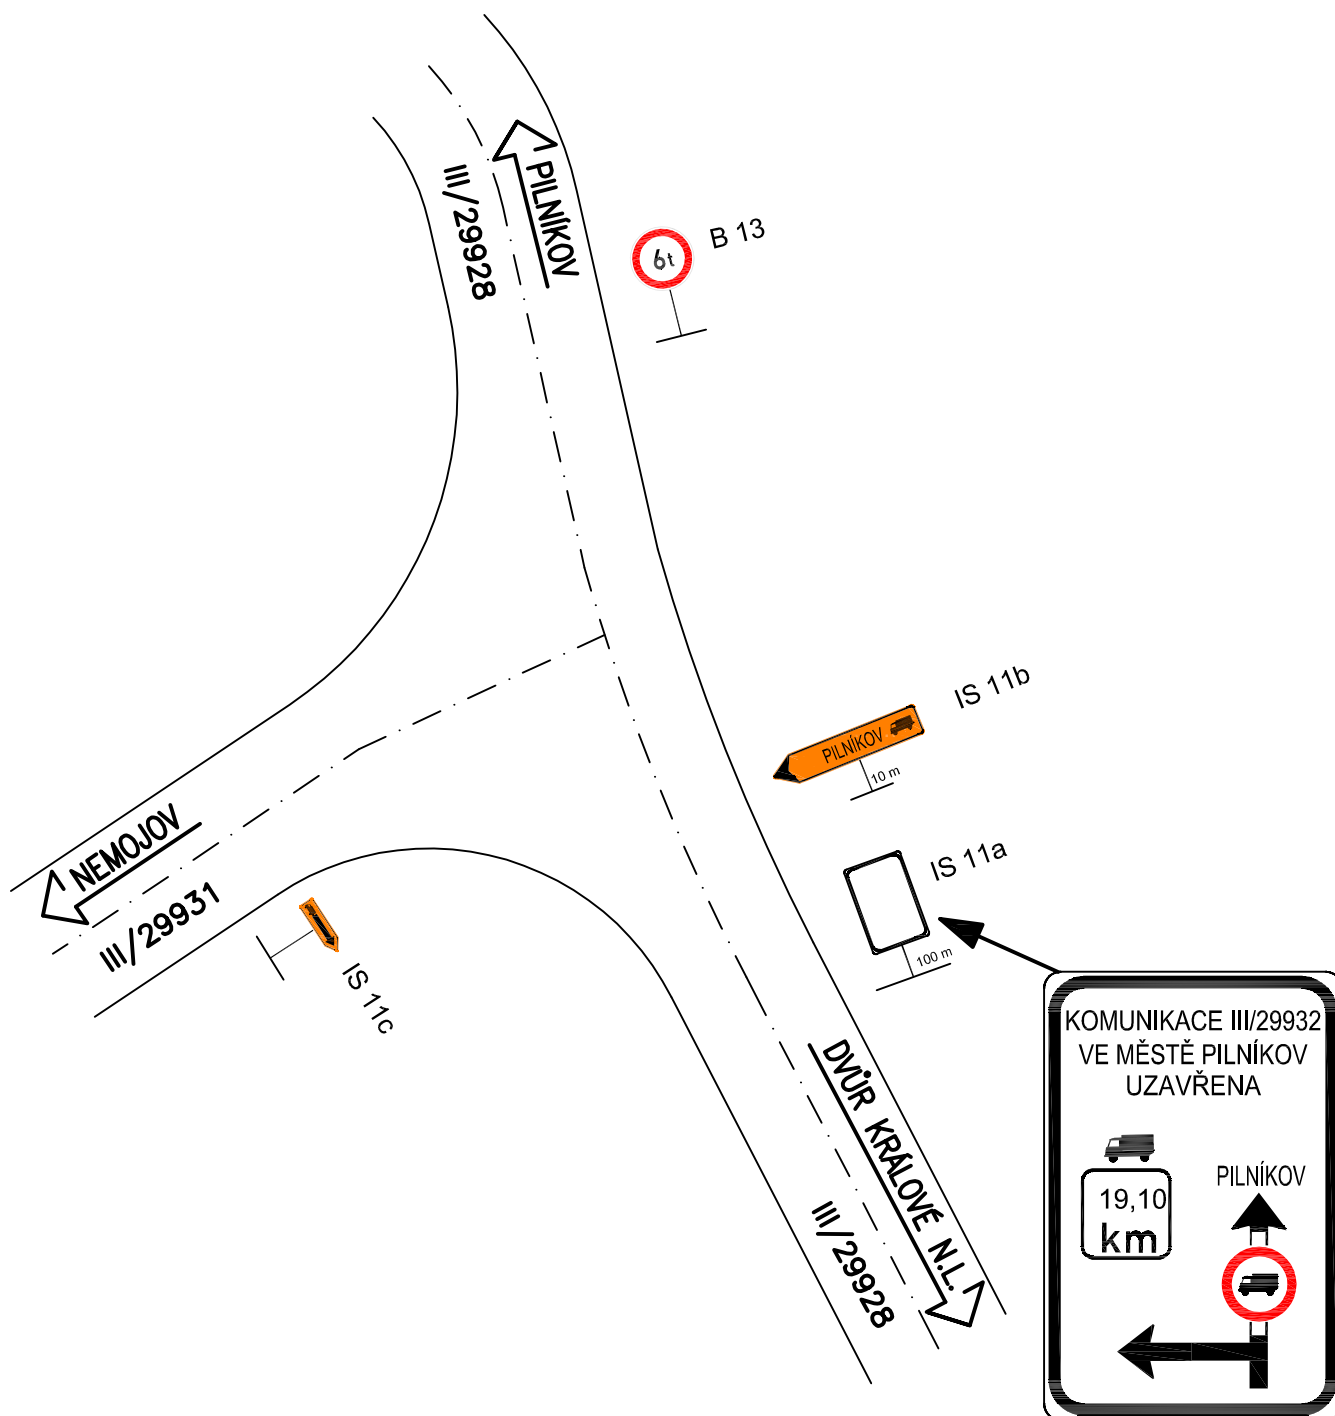 PILNÍKOV
III/29928
6t
B 13
IS 11b
PILNÍKOV
10 m
IS 11a
100 m
NEMOJOV
III/29931
IS 11c
DVŮR KRÁLOVÉ N.L.
III/29928
KOMUNIKACE III/29932
VE MĚSTĚ PILNÍKOV
UZAVŘENA
PILNÍKOV
19,10
km